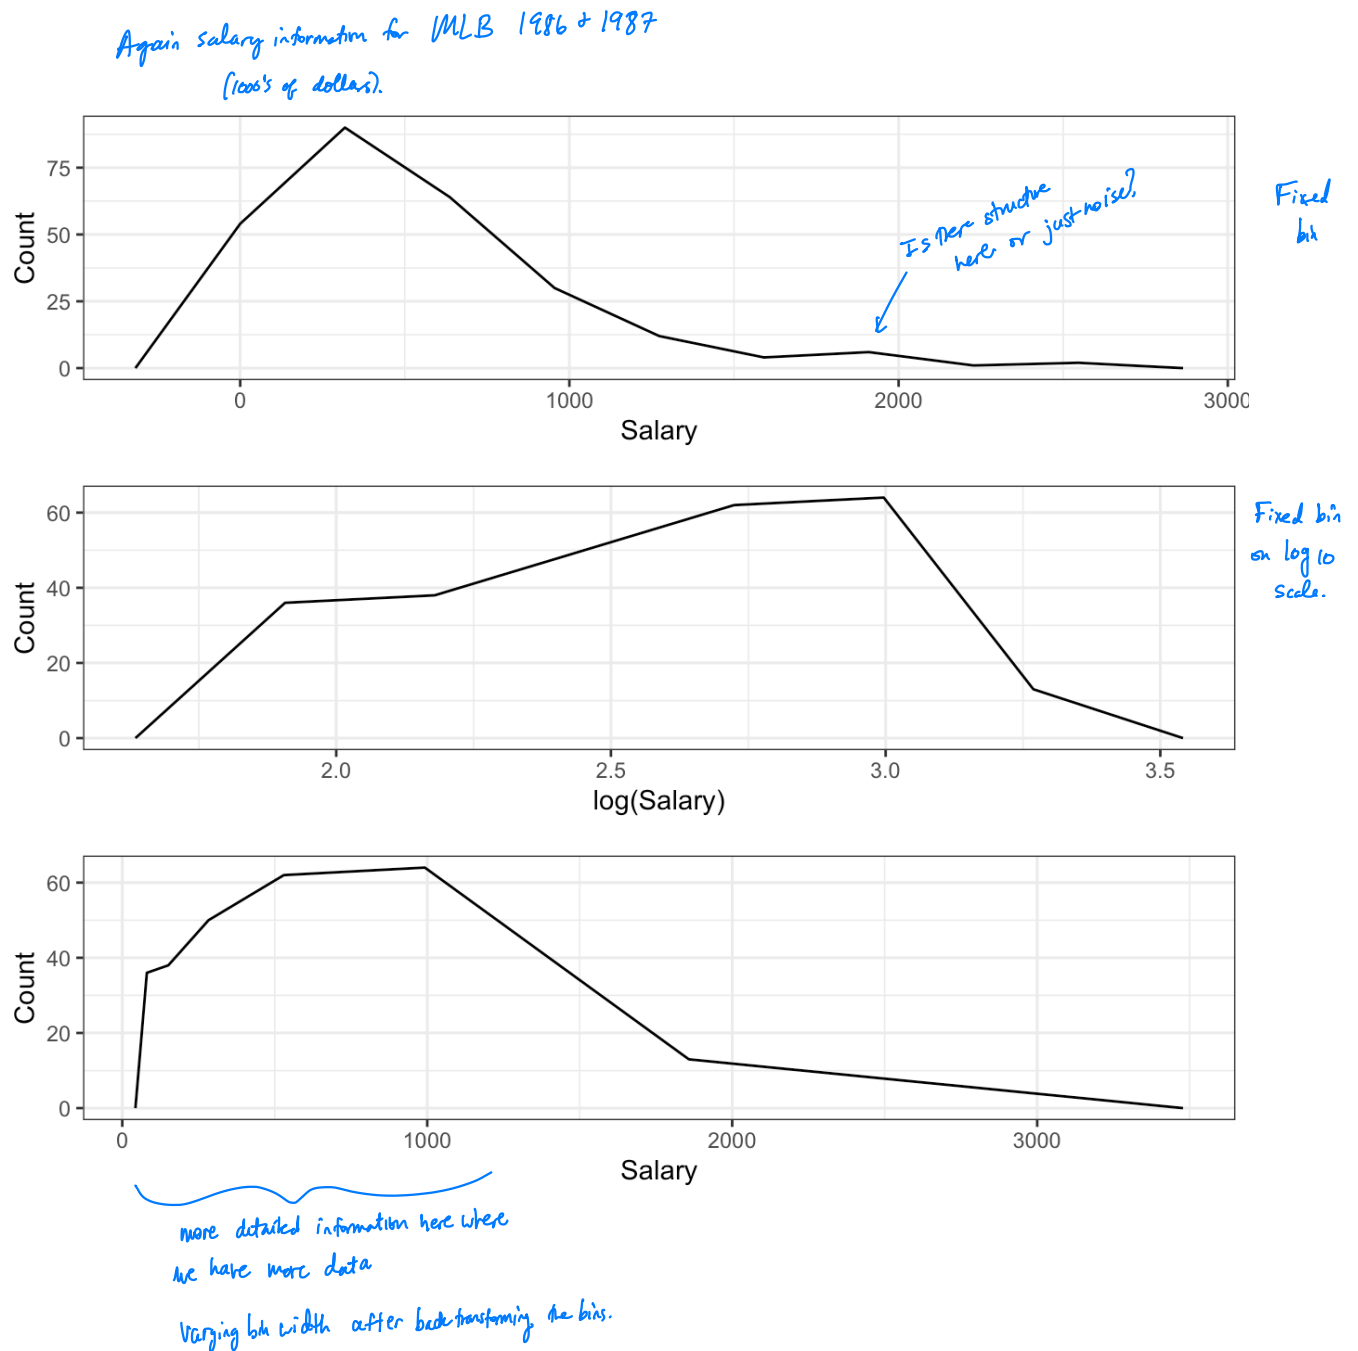 Again salary information for MLB 1986 & 1987
(1000's of dollars).
75
50
25
0
Count
0
1000
2000
3000
Salary
Is there structure
here or just noise?
Fixed
bin
60
40
20
0
Count
2.0
2.5
3.0
3.5
log(Salary)
Fixed bin
on log 10
scale.
60
40
20
0
Count
0
1000
2000
3000
Salary
more detailed information here where
we have more data
Varying bin width after backtransforming the bins.